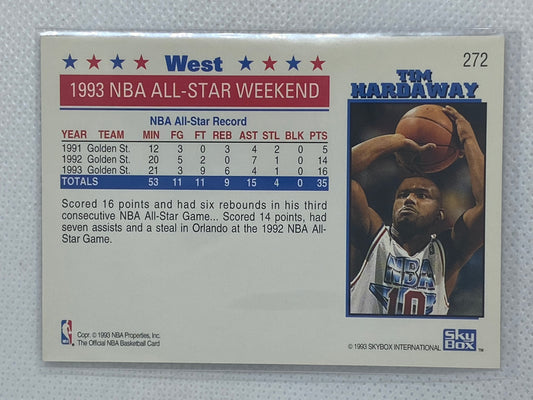 ★ ★ ★ West ★ ★ ★ ★
272
1993 NBA ALL-STAR WEEKEND
TIM
HARDAWAY
NBA All-Star Record
YEAR TEAM MIN FG FT REB AST STL BLK PTS
1991 Golden St. 12 3 0 3 4 2 0 5
1992 Golden St. 20 5 2 0 7 1 0 14
1993 Golden St. 21 3 9 6 4 1 0 16
TOTALS 53 11 11 9 15 4 0 35
Scored 16 points and had six rebounds in his third
consecutive NBA All-Star Game... Scored 14 points, had
seven assists and a steal in Orlando at the 1992 NBA All-
Star Game.
NBA
10
NBA
Copr. © 1993 NBA Properties, Inc.
The Official NBA Basketball Card
© 1993 SKYBOX INTERNATIONAL
SKY
BOX™